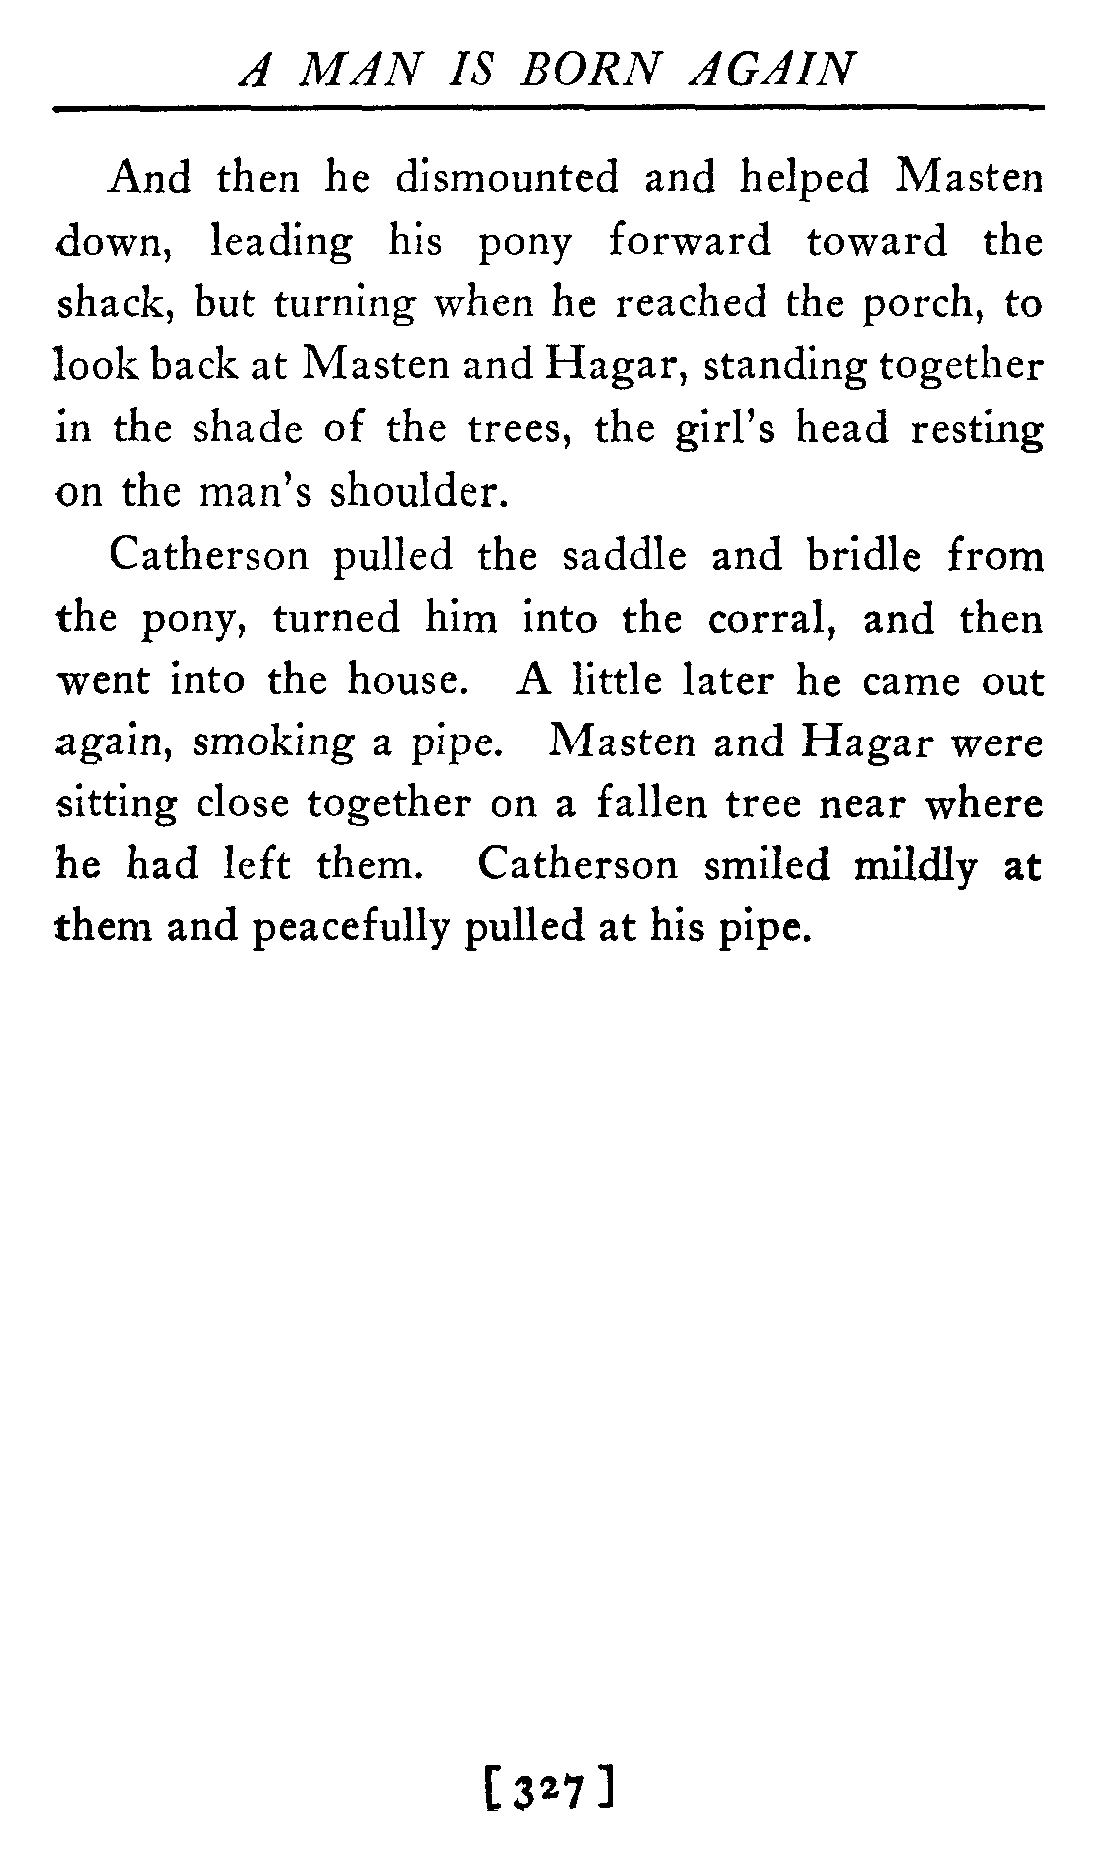 A MAN IS BORN AGAIN
And then he dismounted and helped Masten
down, leading his pony forward toward the
shack, but turning when he reached the porch, to
look back at Masten and Hagar, standing together
in the shade of the trees, the girl's head resting
on the man's shoulder.
Catherson pulled the saddle and bridle from
the pony, turned him into the corral, and then
went into the house. A little later he came out
again, smoking a pipe. Masten and Hagar were
sitting close together on a fallen tree near where
he had left them. Catherson smiled mildly at
them and peacefully pulled at his pipe.
[327]